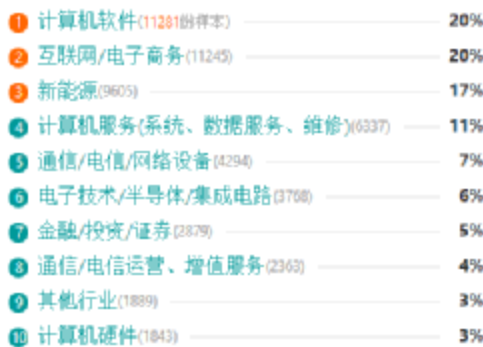 1 计算机软件(11281份样本) 20%
2 互联网/电子商务(11245) 20%
3 新能源(9605) 17%
4 计算机服务(系统、数据服务、维修)(6337) 11%
5 通信/电信/网络设备(4294) 7%
6 电子技术/半导体/集成电路(3768) 6%
7 金融/投资/证券(2879) 5%
8 通信/电信运营、增值服务(2363) 4%
9 其他行业(1889) 3%
10 计算机硬件(1843) 3%